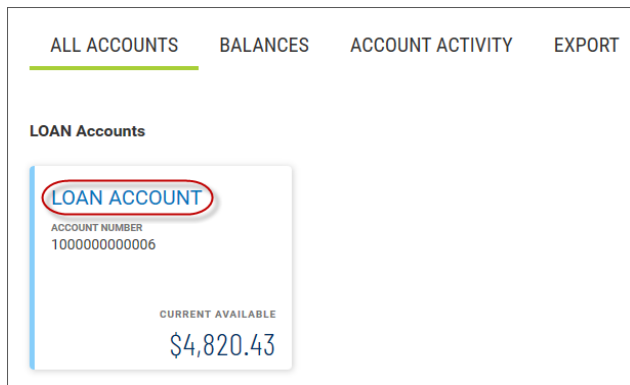 ALL ACCOUNTS BALANCES ACCOUNT ACTIVITY EXPORT
LOAN Accounts
LOAN ACCOUNT
ACCOUNT NUMBER
1000000000006
CURRENT AVAILABLE
$4,820.43